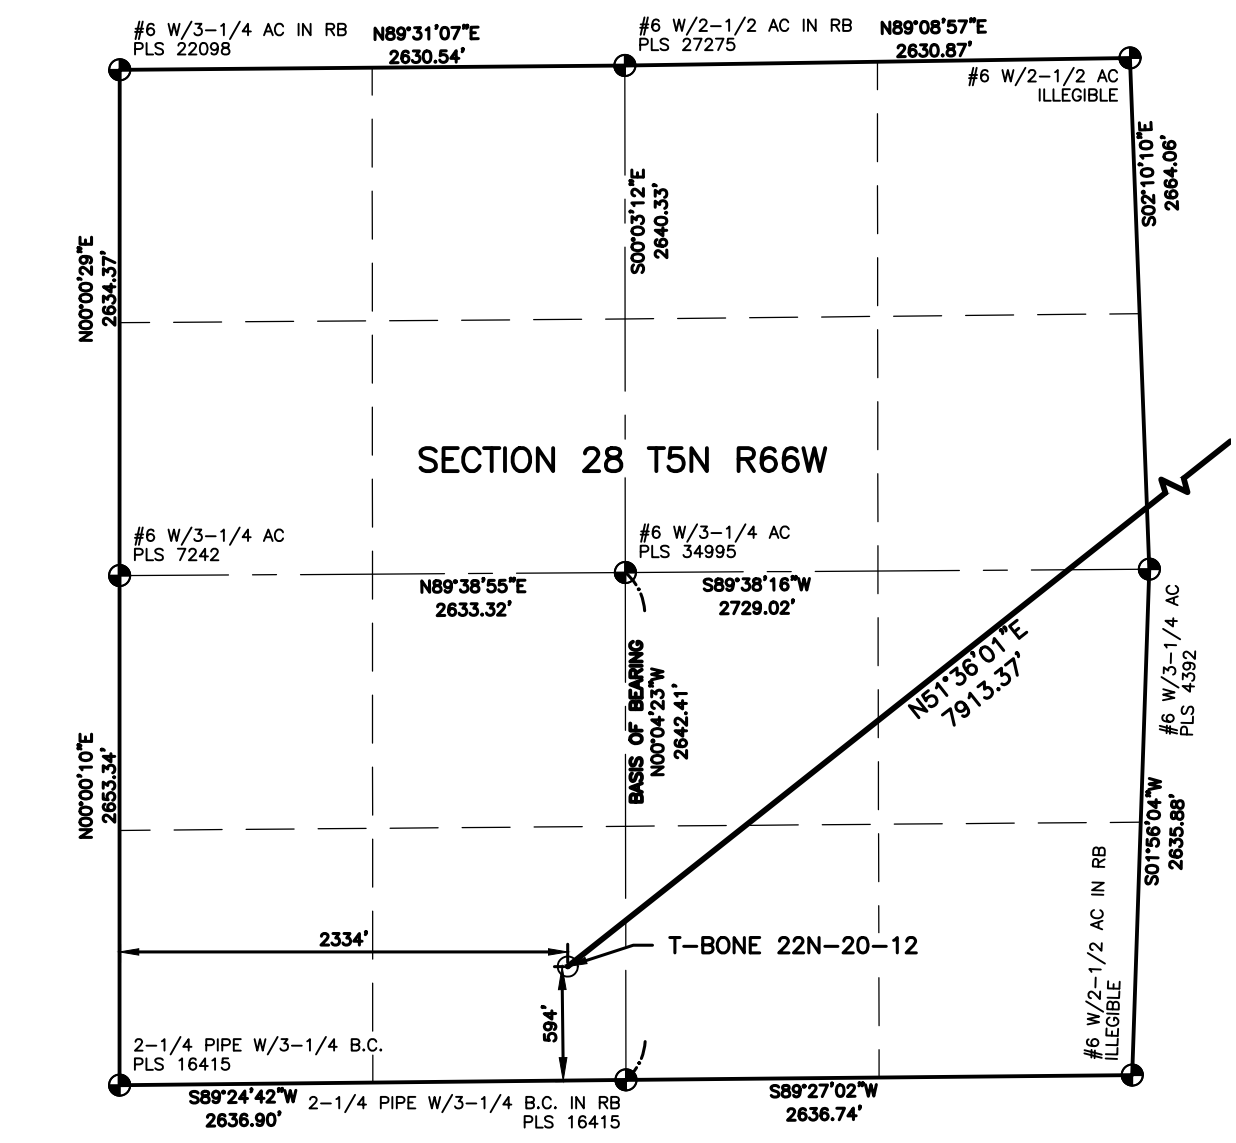 #6 W/3-1/4 AC IN RB
PLS 22098
N89°31'07"E
2630.54'
#6 W/2-1/2 AC IN RB
PLS 27275
N89°08'57"E
2630.87'
#6 W/2-1/2 AC
ILLEGIBLE
S02°10'10"E
2664.06'
S00°03'12"E
2640.33'
N00°00'29"E
2634.37'
SECTION 28 T5N R66W
#6 W/3-1/4 AC
PLS 7242
N89°38'55"E
2633.32'
#6 W/3-1/4 AC
PLS 34995
S89°38'16"W
2729.02'
#6 W/3-1/4 AC
PLS 4392
BASIS OF BEARING
N00°04'23"W
2642.41'
N51°36'01"E
7913.37'
N00°00'10"E
2653.34'
S01°56'04"W
2635.88'
2334'
T-BONE 22N-20-12
594'
#6 W/2-1/2 AC IN RB
ILLEGIBLE
2-1/4 PIPE W/3-1/4 B.C.
PLS 16415
S89°24'42"W
2636.90'
2-1/4 PIPE W/3-1/4 B.C. IN RB
PLS 16415
S89°27'02"W
2636.74'